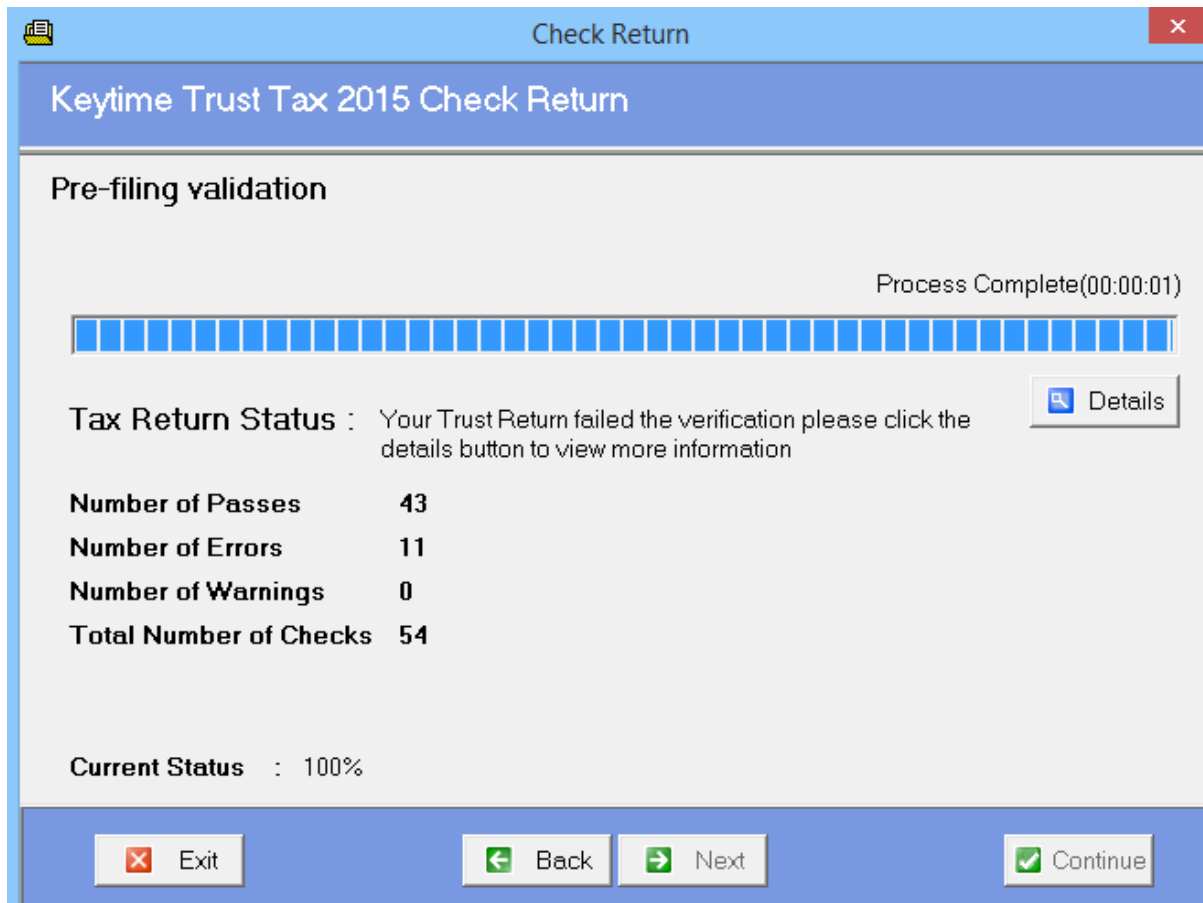 Check Return
Keytime Trust Tax 2015 Check Return
Pre-filing validation
Process Complete(00:00:01)
Details
Tax Return Status : Your Trust Return failed the verification please click the
details button to view more information
Number of Passes 43
Number of Errors 11
Number of Warnings 0
Total Number of Checks 54
Current Status : 100%
Exit Back Next Continue